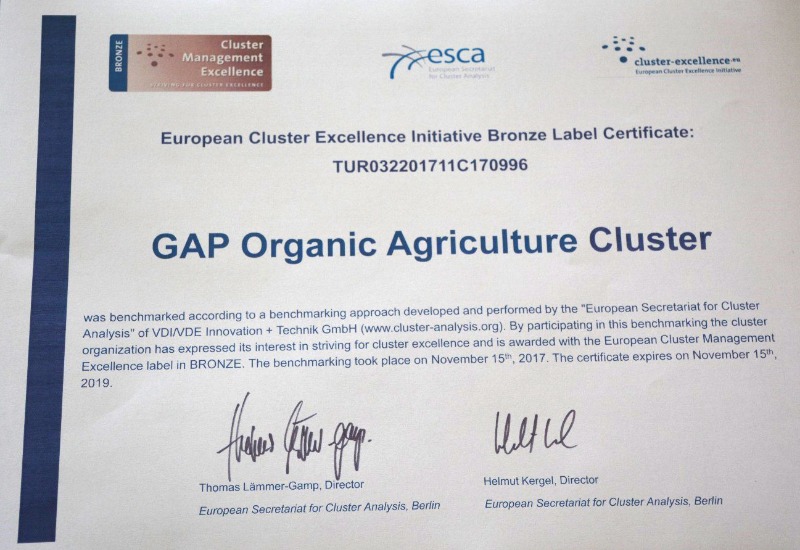 BRONZE
Cluster
Management
Excellence
STRIVING FOR CLUSTER EXCELLENCE
esca
European Secretariat
for Cluster Analysis
cluster-excellence.eu
European Cluster Excellence Initiative
European Cluster Excellence Initiative Bronze Label Certificate:
TUR032201711C170996
GAP Organic Agriculture Cluster
was benchmarked according to a benchmarking approach developed and performed by the "European Secretariat for Cluster
Analysis" of VDI/VDE Innovation + Technik GmbH (www.cluster-analysis.org). By participating in this benchmarking the cluster
organization has expressed its interest in striving for cluster excellence and is awarded with the European Cluster Management
Excellence label in BRONZE. The benchmarking took place on November 15th, 2017. The certificate expires on November 15th,
2019.
Thomas Lämmer-Gamp, Director
European Secretariat for Cluster Analysis, Berlin
Helmut Kergel, Director
European Secretariat for Cluster Analysis, Berlin